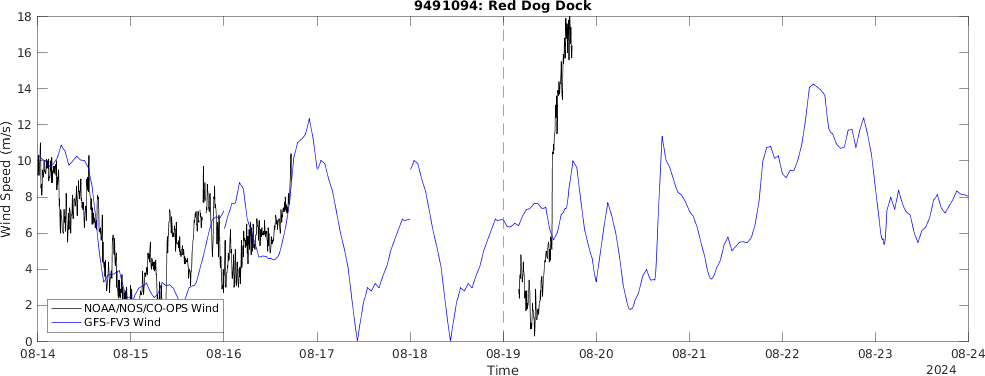 9491094: Red Dog Dock
18
16
14
12
10
8
6
4
2
0
Wind Speed (m/s)
NOAA/NOS/CO-OPS Wind
GFS-FV3 Wind
08-14 08-15 08-16 08-17 08-18 08-19 08-20 08-21 08-22 08-23 08-24
Time
2024